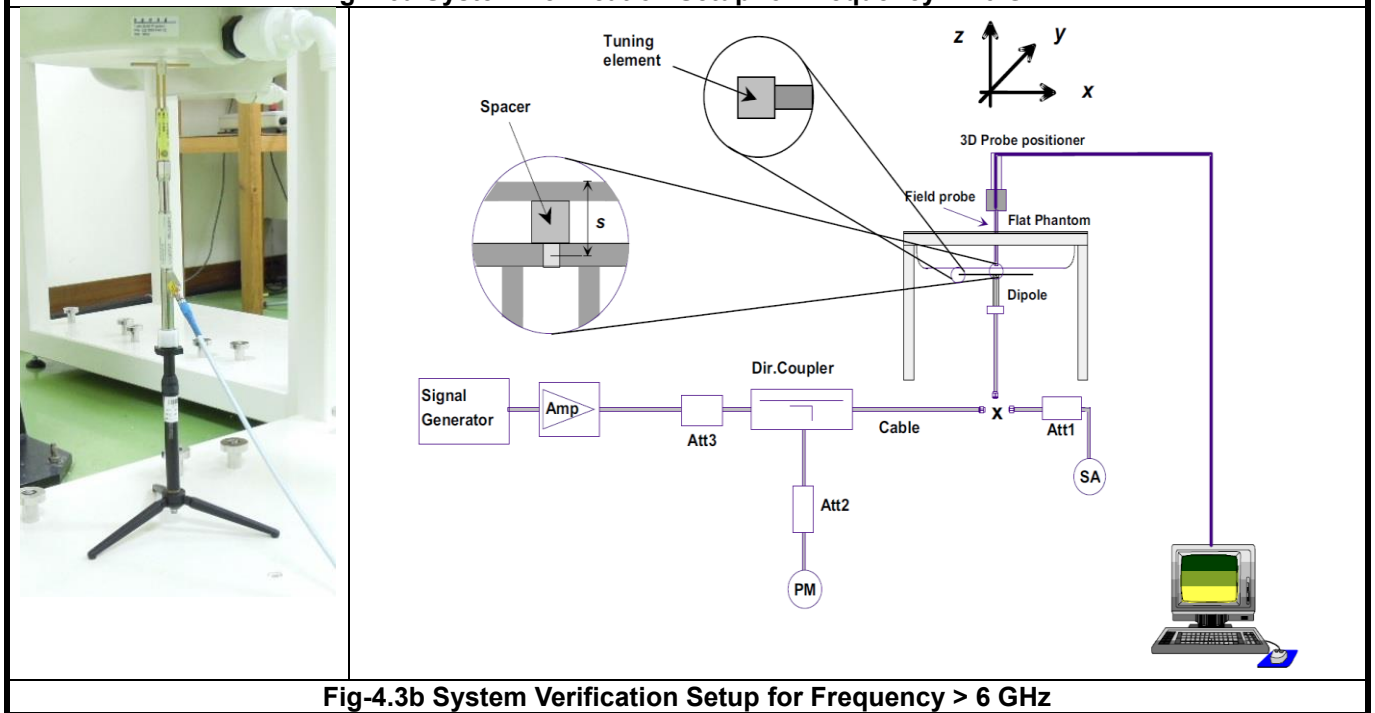 Tuning
element
z
y
x
Spacer
s
3D Probe positioner
Field probe
Flat Phantom
Dipole
Dir.Coupler
Signal
Generator
Amp
Att3
Cable
X
Att1
SA
Att2
PM
Fig-4.3b System Verification Setup for Frequency > 6 GHz